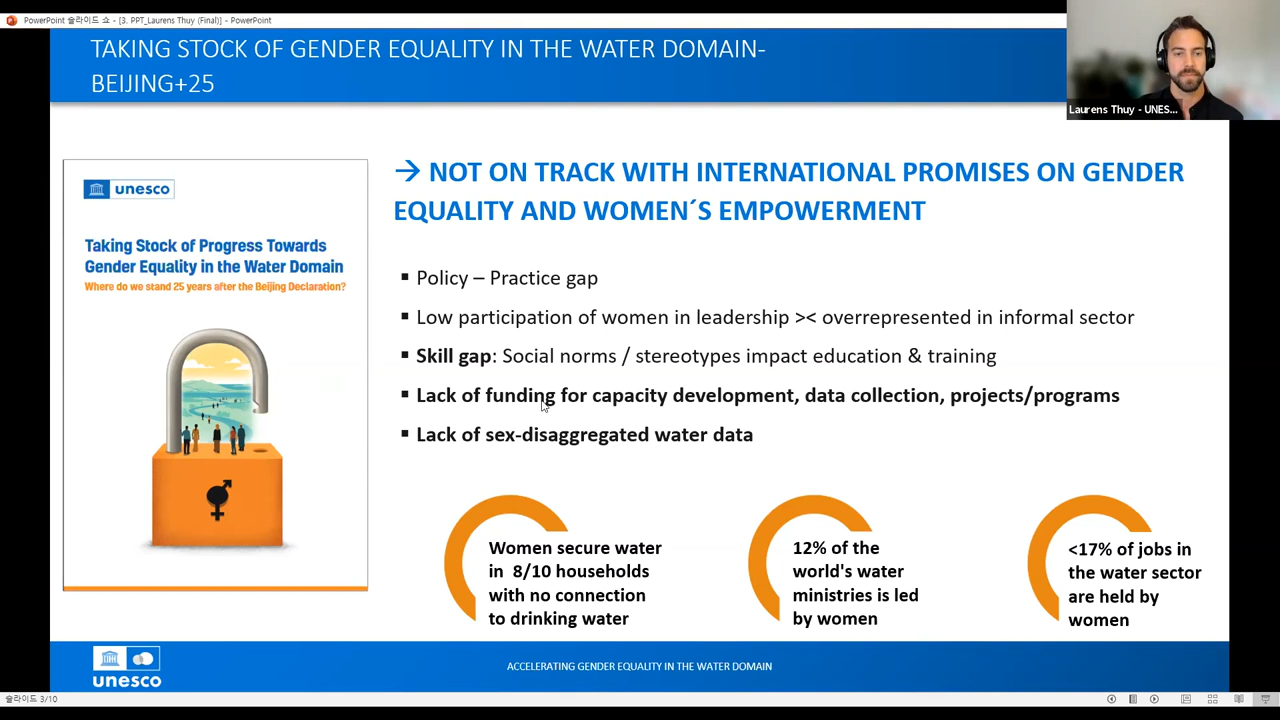 PowerPoint 슬라이드 쇼 - [3. PPT_Laurens Thuy (Final)] - PowerPoint
TAKING STOCK OF GENDER EQUALITY IN THE WATER DOMAIN-
BEIJING+25
Laurens Thuy - UNES...
unesco
Taking Stock of Progress Towards
Gender Equality in the Water Domain
Where do we stand 25 years after the Beijing Declaration?
→ NOT ON TRACK WITH INTERNATIONAL PROMISES ON GENDER
EQUALITY AND WOMEN´S EMPOWERMENT
▪ Policy – Practice gap
▪ Low participation of women in leadership >< overrepresented in informal sector
▪ Skill gap: Social norms / stereotypes impact education & training
▪ Lack of funding for capacity development, data collection, projects/programs
▪ Lack of sex-disaggregated water data
Women secure water
in 8/10 households
with no connection
to drinking water
12% of the
world's water
ministries is led
by women
<17% of jobs in
the water sector
are held by
women
unesco
ACCELERATING GENDER EQUALITY IN THE WATER DOMAIN
슬라이드 3/10